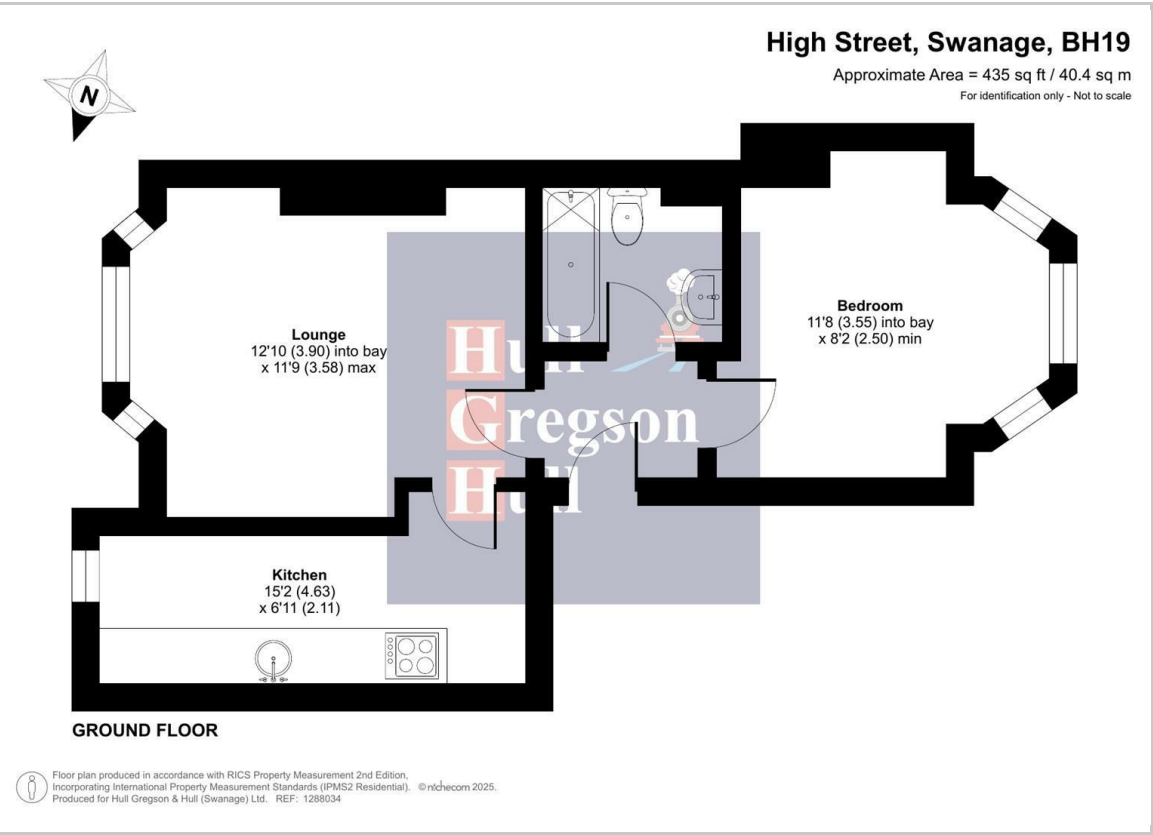 High Street, Swanage, BH19
Approximate Area = 435 sq ft / 40.4 sq m
For identification only - Not to scale
N
Lounge
12'10 (3.90) into bay
x 11'9 (3.58) max
Bedroom
11'8 (3.55) into bay
x 8'2 (2.50) min
Hull
Gregson
Hull
Kitchen
15'2 (4.63)
x 6'11 (2.11)
GROUND FLOOR
Floor plan produced in accordance with RICS Property Measurement 2nd Edition,
Incorporating International Property Measurement Standards (IPMS2 Residential). © nichecom 2025.
Produced for Hull Gregson & Hull (Swanage) Ltd. REF: 1288034